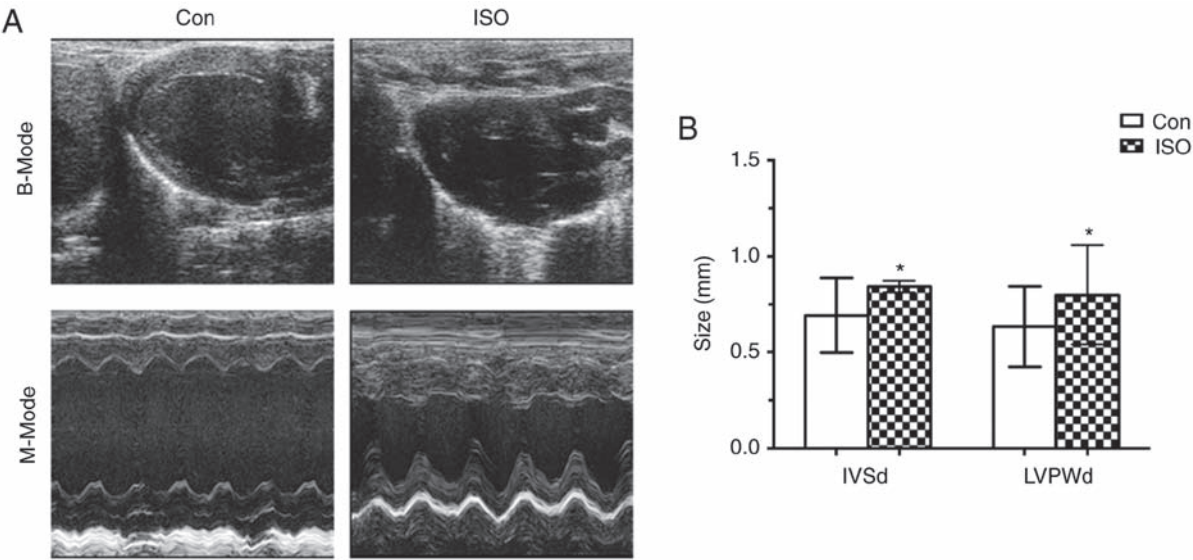 A
Con
ISO
B-Mode
M-Mode
B
Con
ISO
Size (mm)
1.5
1.0
0.5
0.0
*
*
IVSd
LVPWd